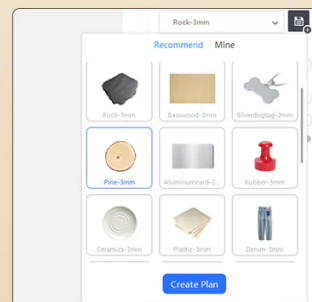 Rock-3mm
Recommend Mine
Rock-3mm Basswood-3mm Silverdogtag-2mm
Pine-3mm Aluminumcard-2... Rubber-3mm
Ceramics-3mm Plastic-3mm Denim-3mm
Create Plan